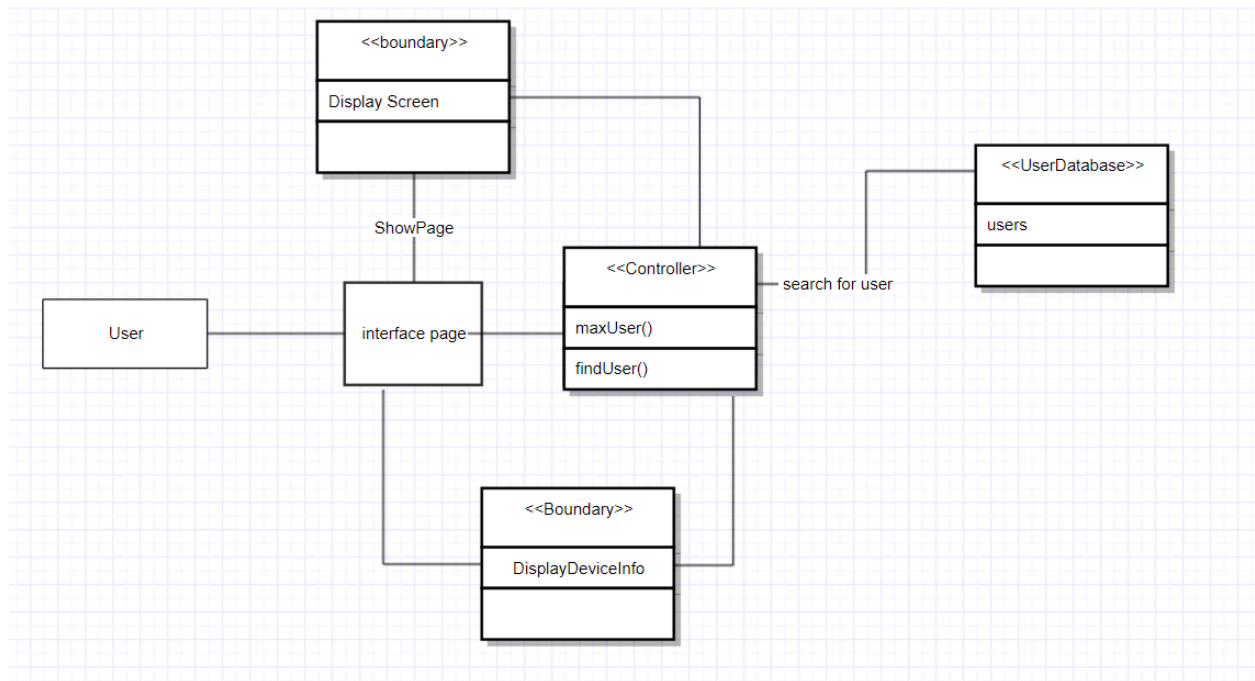 <<boundary>>
Display Screen
ShowPage
User
interface page
<<Controller>>
maxUser()
findUser()
search for user
<<UserDatabase>>
users
<<Boundary>>
DisplayDeviceInfo